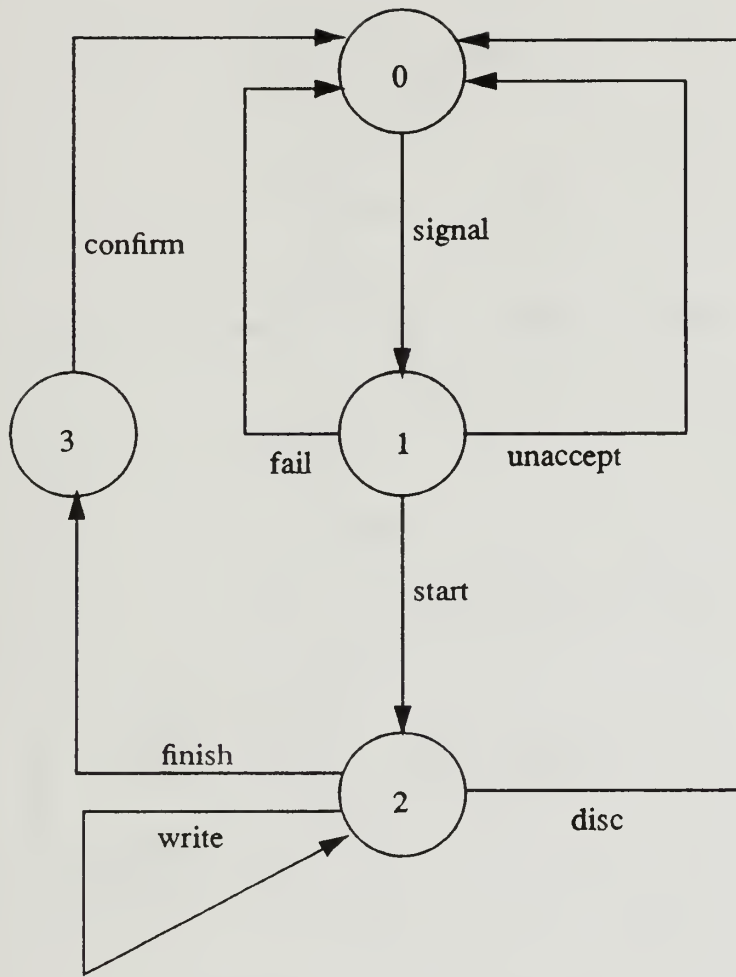 0
signal
confirm
3
1
fail
unaccept
start
finish
2
write
disc